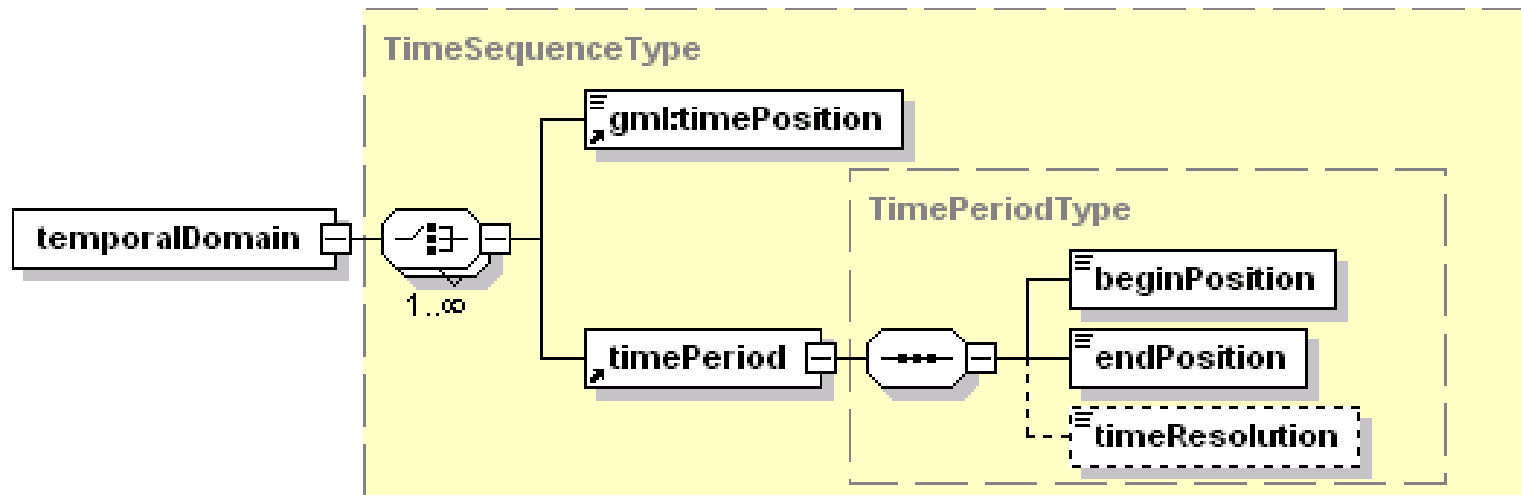 TimeSequenceType
gml:timePosition
TimePeriodType
temporalDomain
beginPosition
1..∞
timePeriod
endPosition
timeResolution